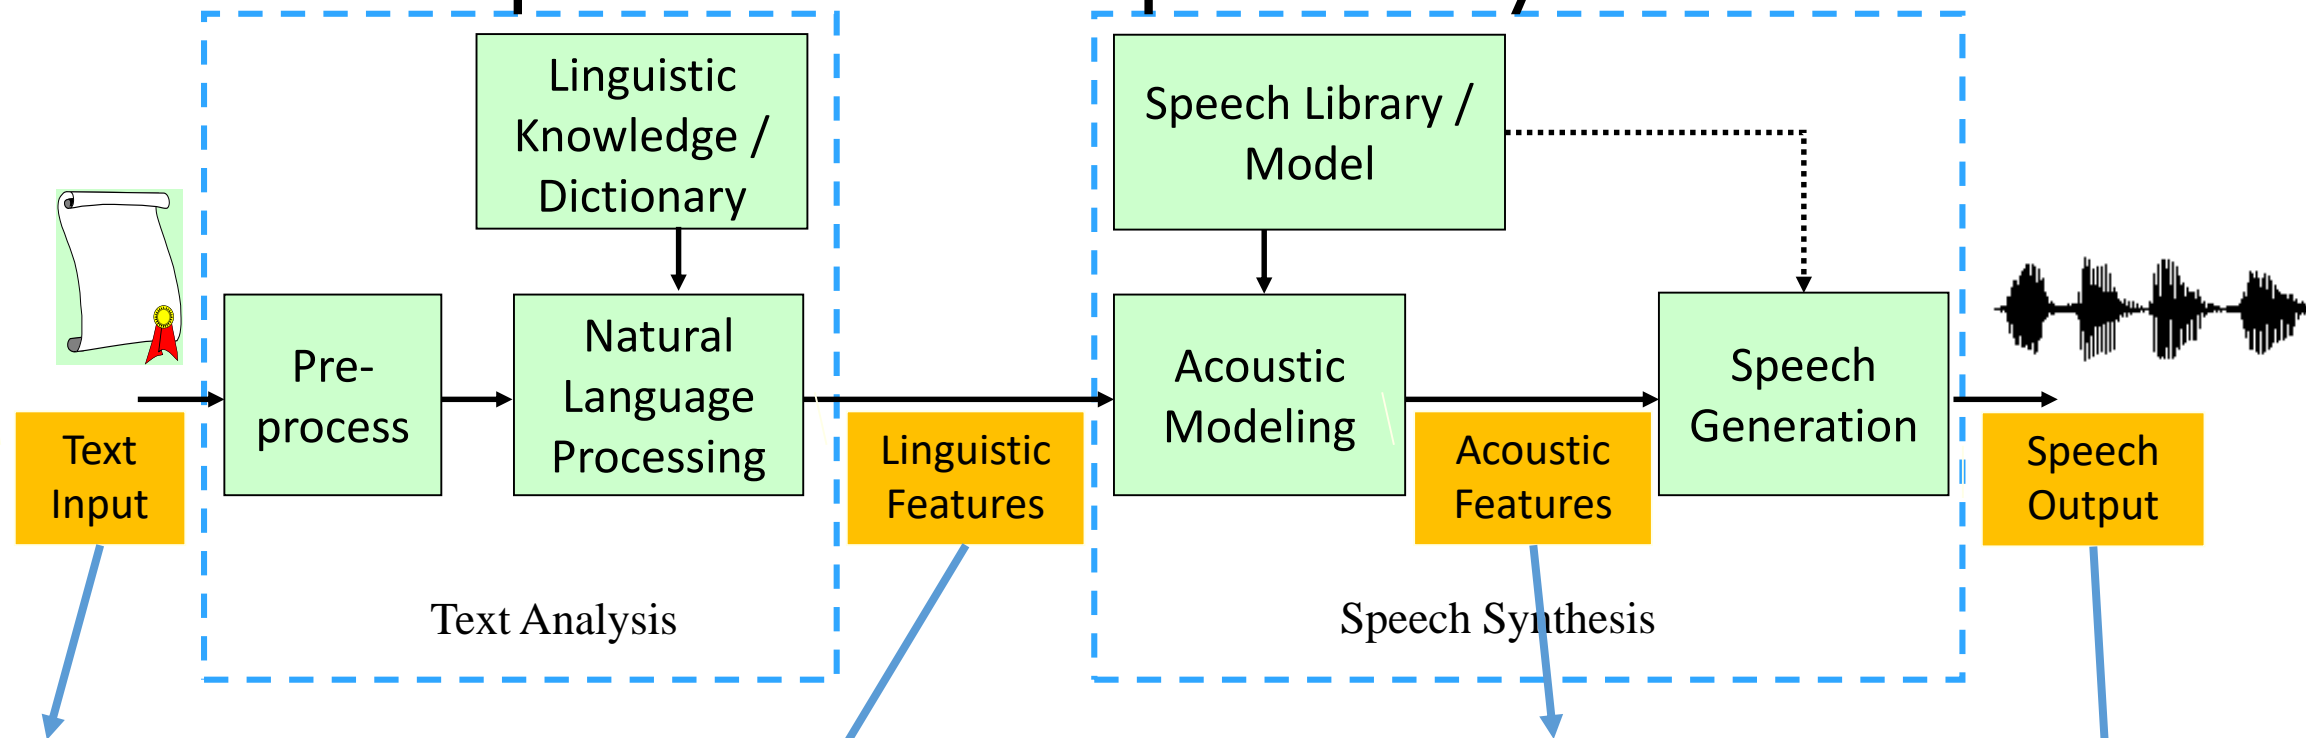 Linguistic
Knowledge /
Dictionary
Speech Library /
Model
Pre-
process
Natural
Language
Processing
Acoustic
Modeling
Speech
Generation
Text
Input
Linguistic
Features
Acoustic
Features
Speech
Output
Text Analysis
Speech Synthesis